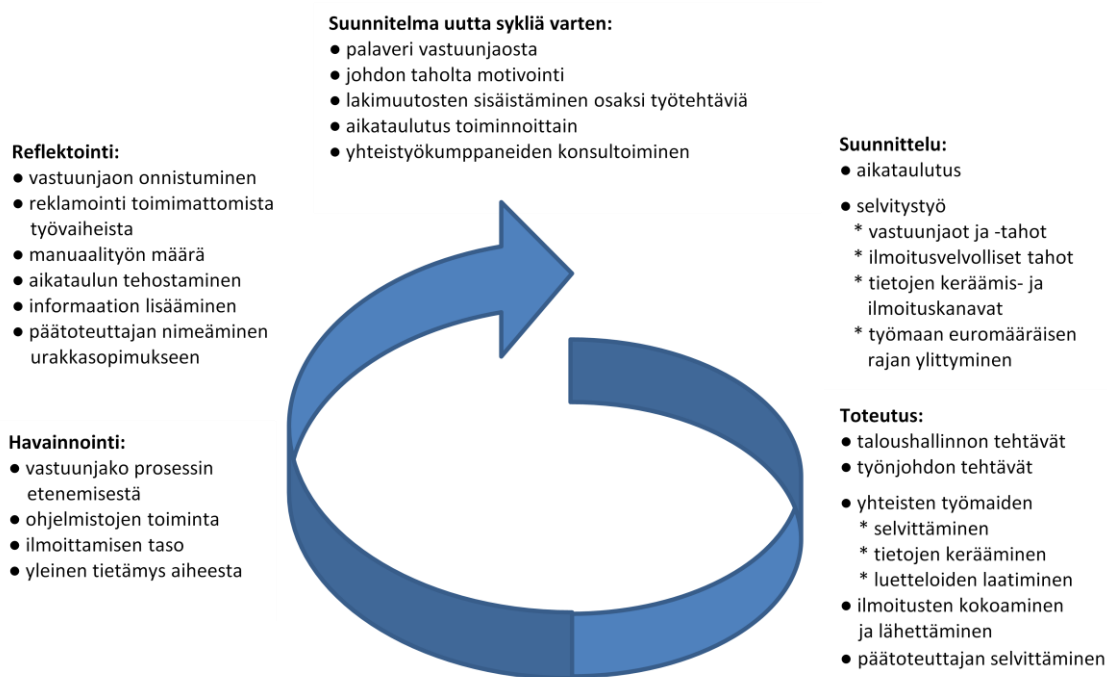 Suunnitelma uutta sykliä varten:
● palaveri vastuunjaosta
● johdon taholta motivointi
● lakimuutosten sisäistäminen osaksi työtehtäviä
● aikataulutus toiminnoittain
● yhteistyökumppaneiden konsultoiminen
Suunnittelu:
● aikataulutus
● selvitystyö
* vastuunjaot ja -tahot
* ilmoitusvelvolliset tahot
* tietojen keräämis- ja
ilmoituskanavat
* työmaan euromääräisen
rajan ylittyminen
Toteutus:
● taloushallinnon tehtävät
● työnjohdon tehtävät
● yhteisten työmaiden
* selvittäminen
* tietojen kerääminen
* luetteloiden laatiminen
● ilmoitusten kokoaminen
ja lähettäminen
● päätoteuttajan selvittäminen
Havainnointi:
● vastuunjako prosessin
etenemisestä
● ohjelmistojen toiminta
● ilmoittamisen taso
● yleinen tietämys aiheesta
Reflektointi:
● vastuunjaon onnistuminen
● reklamointi toimimattomista
työvaiheista
● manuaalityön määrä
● aikataulun tehostaminen
● informaation lisääminen
● päätoteuttajan nimeäminen
urakkasopimukseen